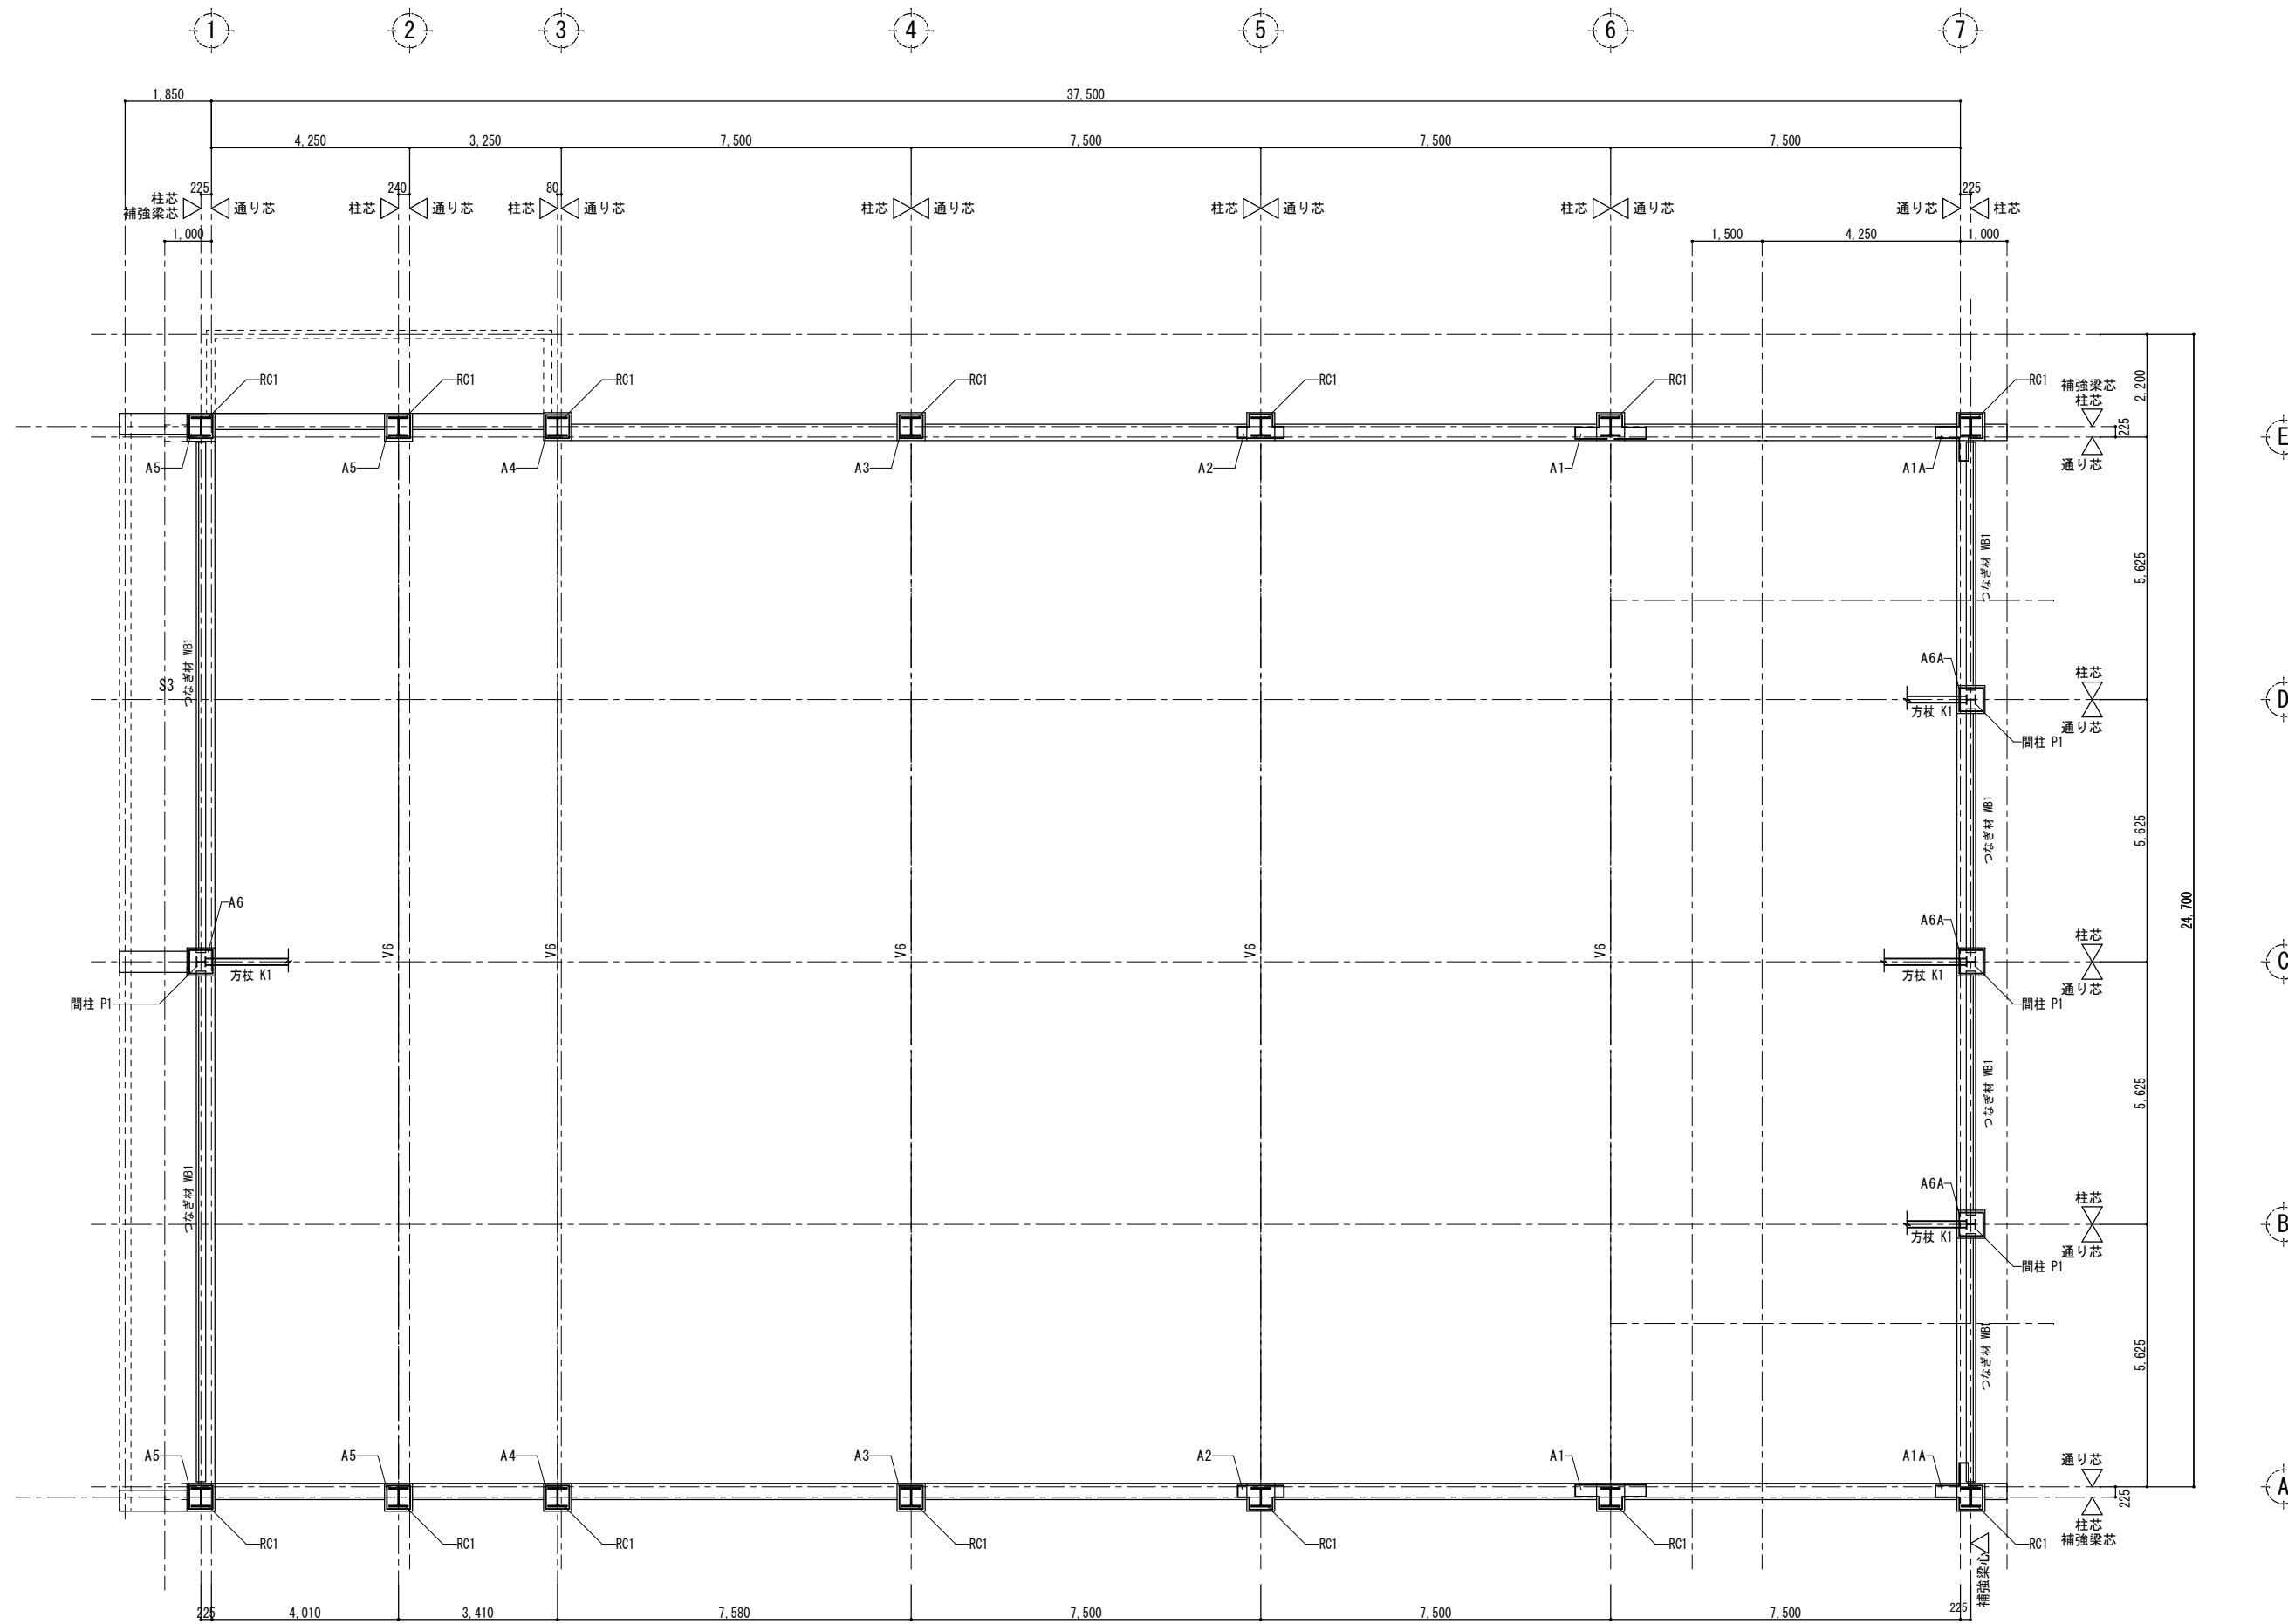 1 2 3 4 5 6 7
1,850 37,500
4,250 3,250 7,500 7,500 7,500 7,500
225 240 80 225
柱芯
補強梁芯 通り芯 柱芯 通り芯 柱芯 通り芯 柱芯 通り芯 柱芯 通り芯 柱芯 通り芯 通り芯 柱芯
1,000 1,500 4,250 1,000
RC1 RC1 RC1 RC1 RC1 RC1 RC1
補強梁芯
柱芯
2,200
225
E
通り芯
A5 A5 A4 A3 A2 A1 A1A
つなぎ材 WB1
5,625
つなぎ材 WB1
S3
A6A
柱芯
D
方杖 K1
通り芯
間柱 P1
つなぎ材 WB1
5,625
24,700
A6
A6A
柱芯
V6 V6 V6 V6 V6
C
方杖 K1
方杖 K1
通り芯
間柱 P1
間柱 P1
つなぎ材 WB1
5,625
つなぎ材 WB1
A6A
柱芯
B
方杖 K1
通り芯
間柱 P1
つなぎ材 WB1
5,625
A5 A5 A4 A3 A2 A1 A1A
通り芯
A
225
柱芯
補強梁芯
RC1 RC1 RC1 RC1 RC1 RC1 RC1
補強梁心
225 4,010 3,410 7,580 7,500 7,500 7,500 225